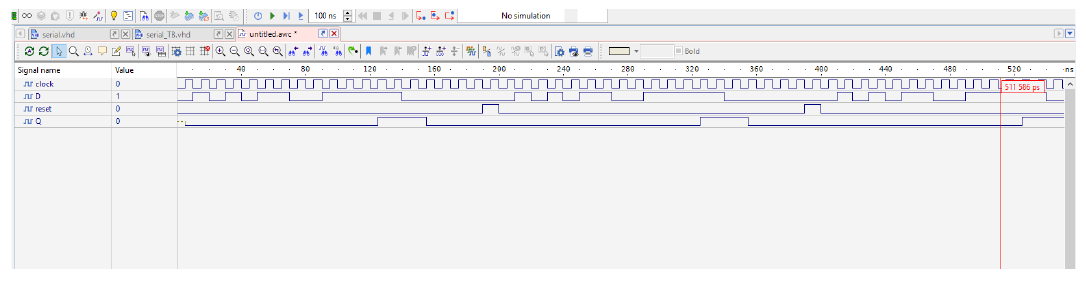 100 ns No simulation
serial.vhd serial_TB.vhd untitled.awc *
Bold
Signal name Value 40 80 120 160 200 240 280 320 360 400 440 480 520 ns
clock 0
511 586 ps
D 1
reset 0
Q 0